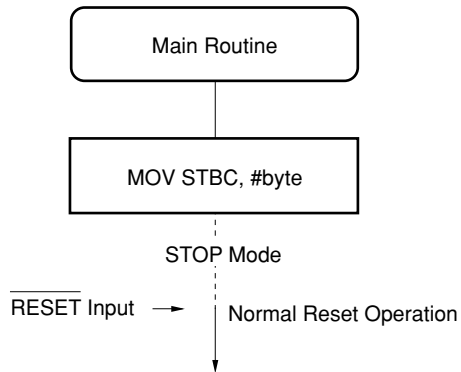 Main Routine
MOV STBC, #byte
STOP Mode
RESET Input
Normal Reset Operation